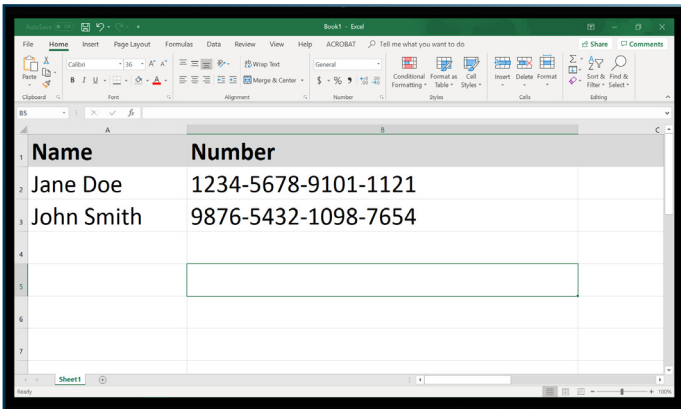 AutoSave Off Book1 - Excel
File Home Insert Page Layout Formulas Data Review View Help ACROBAT Tell me what you want to do Share Comments
Paste Calibri 36 A A Wrap Text General Conditional Formatting Format as Table Cell Styles Insert Delete Format Sort & Filter Find & Select
B I U A Merge & Center $ % 9
Clipboard Font Alignment Number Styles Cells Editing
B5 fx
A B C
1 Name Number
2 Jane Doe 1234-5678-9101-1121
3 John Smith 9876-5432-1098-7654
4
5
6
7
Sheet1
Ready 100%